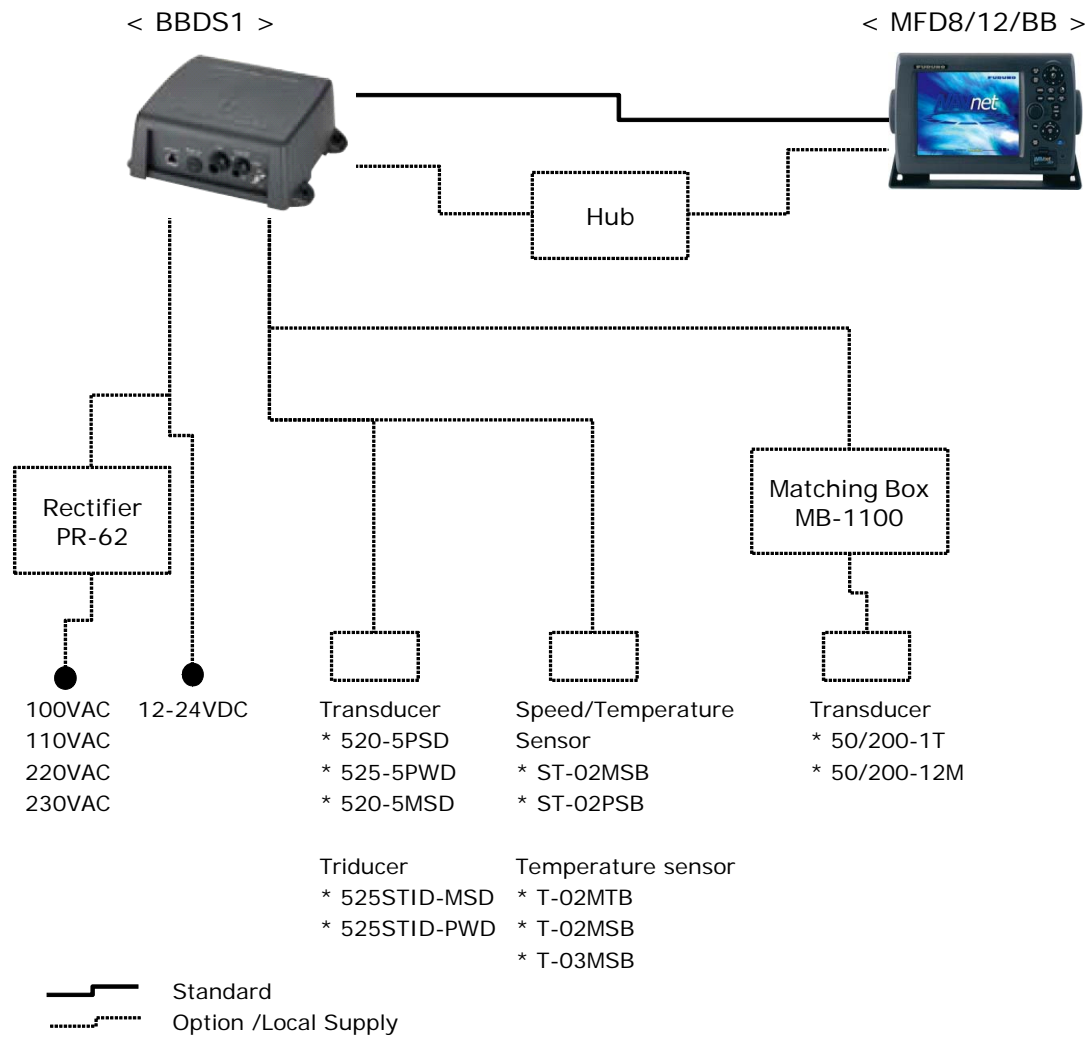 < BBDS1 >
< MFD8/12/BB >
FURUNO
FURUNO
Hub
Rectifier
PR-62
Matching Box
MB-1100
100VAC
110VAC
220VAC
230VAC
12-24VDC
Transducer
* 520-5PSD
* 525-5PWD
* 520-5MSD
Triducer
* 525STID-MSD
* 525STID-PWD
Speed/Temperature
Sensor
* ST-02MSB
* ST-02PSB
Temperature sensor
* T-02MTB
* T-02MSB
* T-03MSB
Transducer
* 50/200-1T
* 50/200-12M
Standard
Option /Local Supply